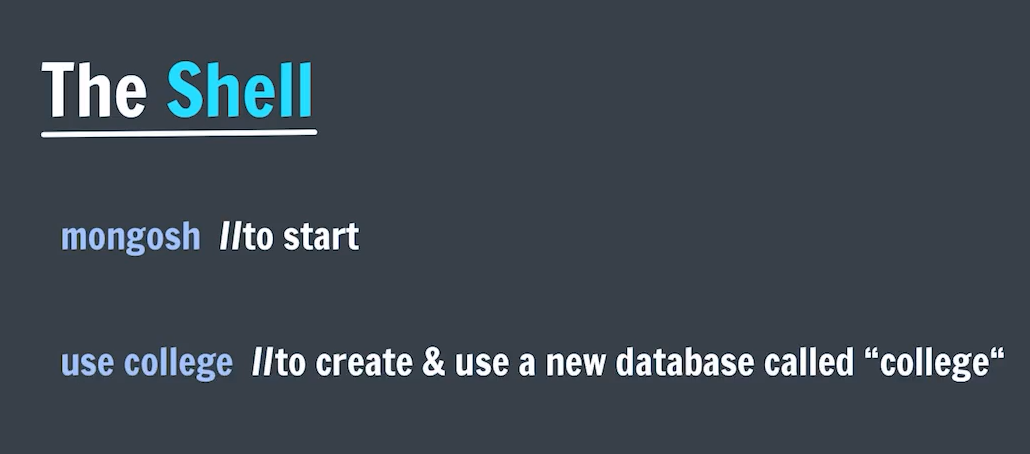 The Shell
mongosh //to start
use college //to create & use a new database called “college“